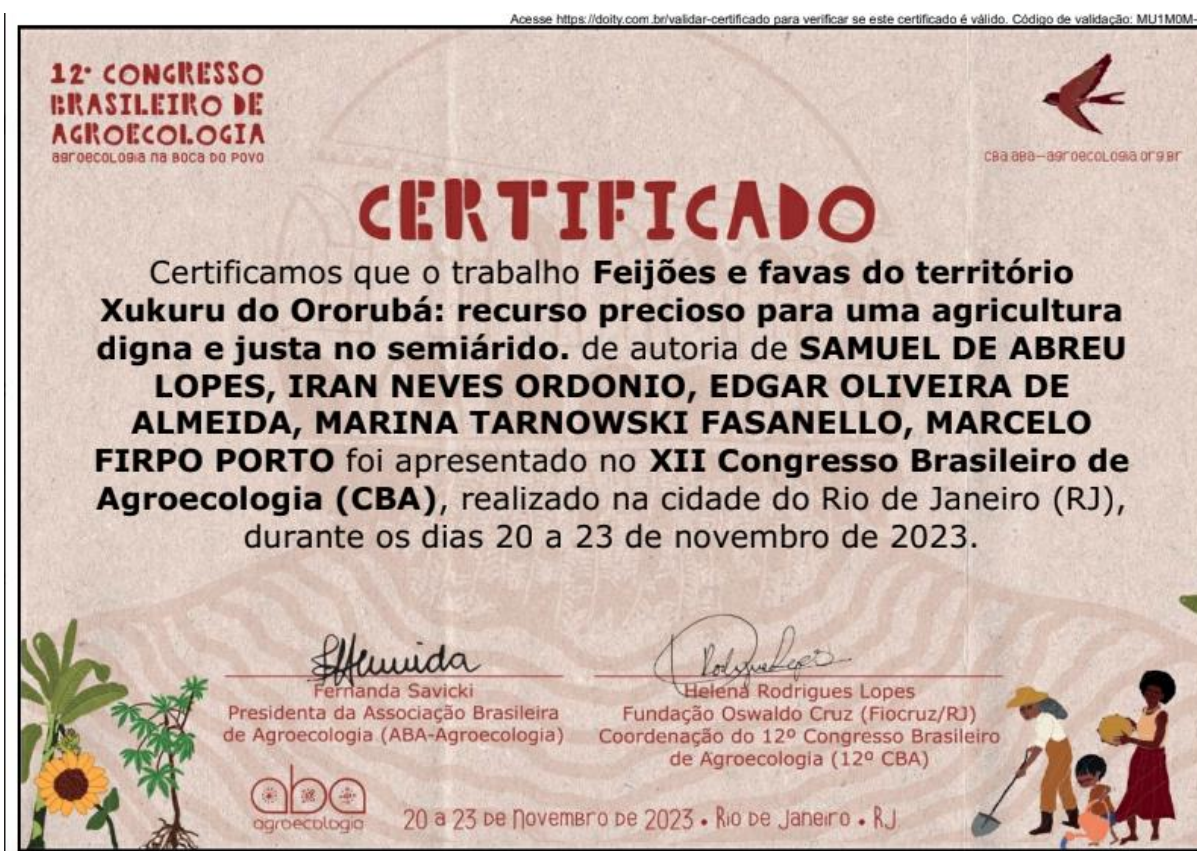 Acesse https://doity.com.br/validar-certificado para verificar se este certificado é válido. Código de validação: MU1M0M-
12º CONGRESSO
BRASILEIRO DE
AGROECOLOGIA
agroecologia na boca do povo
cba.aba-agroecologia.org.br
CERTIFICADO
Certificamos que o trabalho Feijões e favas do território
Xukuru do Ororubá: recurso precioso para uma agricultura
digna e justa no semiárido. de autoria de SAMUEL DE ABREU
LOPES, IRAN NEVES ORDONIO, EDGAR OLIVEIRA DE
ALMEIDA, MARINA TARNOWSKI FASANELLO, MARCELO
FIRPO PORTO foi apresentado no XII Congresso Brasileiro de
Agroecologia (CBA), realizado na cidade do Rio de Janeiro (RJ),
durante os dias 20 a 23 de novembro de 2023.
Fernanda Savicki
Presidenta da Associação Brasileira
de Agroecologia (ABA-Agroecologia)
Helena Rodrigues Lopes
Fundação Oswaldo Cruz (Fiocruz/RJ)
Coordenação do 12º Congresso Brasileiro
de Agroecologia (12º CBA)
aba
agroecologia
20 a 23 de Novembro de 2023 • Rio de Janeiro • RJ